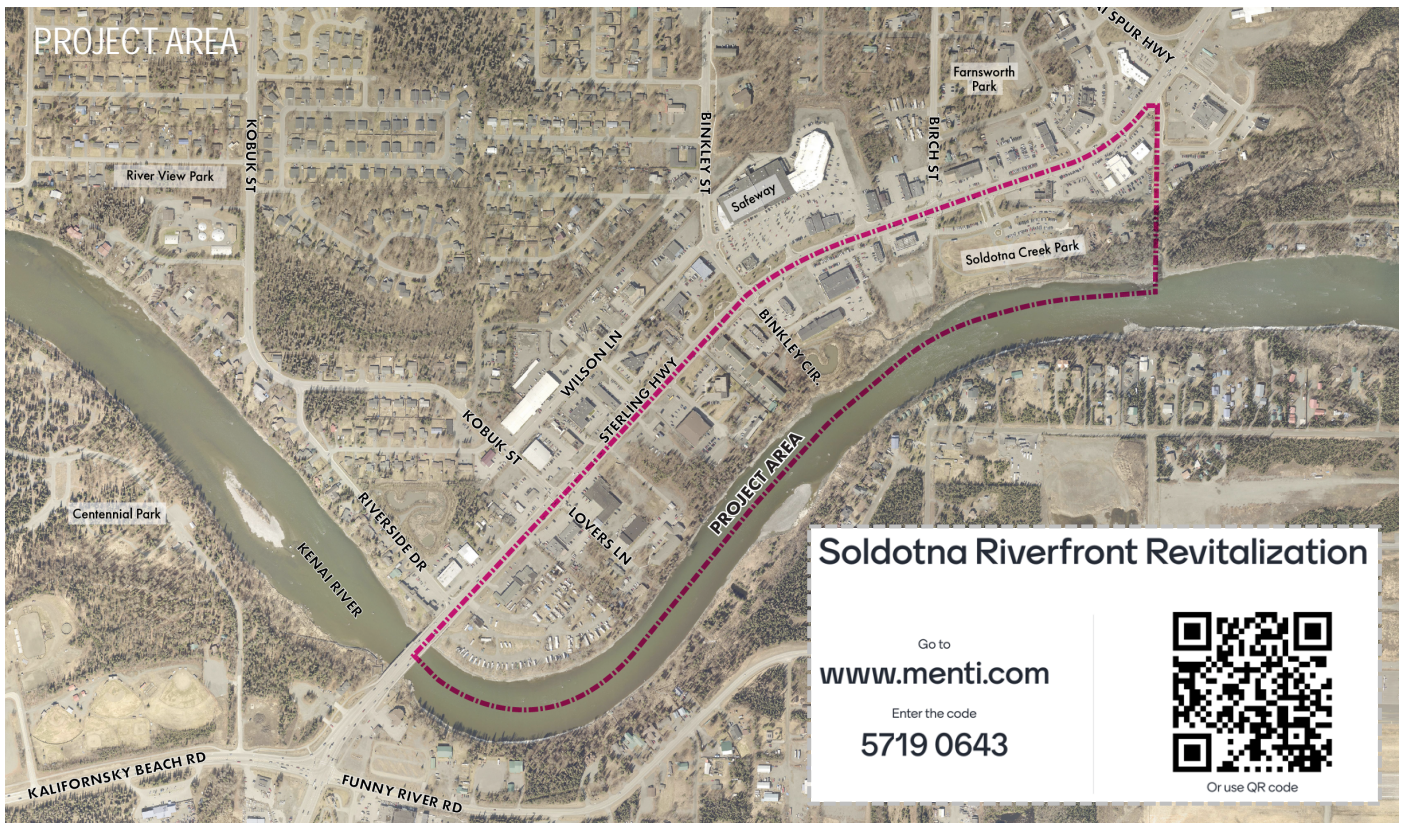 PROJECT AREA
AI SPUR HWY
Farnsworth
Park
KOBUK ST
BINKLEY ST
BIRCH ST
River View Park
Safeway
Soldotna Creek Park
BINKLEY CIR.
WILSON LN
STERLING HWY
KOBUK ST
PROJECT AREA
Centennial Park
RIVERSIDE DR
LOVERS LN
KENAI RIVER
KALIFORNSKY BEACH RD
FUNNY RIVER RD
Soldotna Riverfront Revitalization
Go to
www.menti.com
Enter the code
5719 0643
Or use QR code